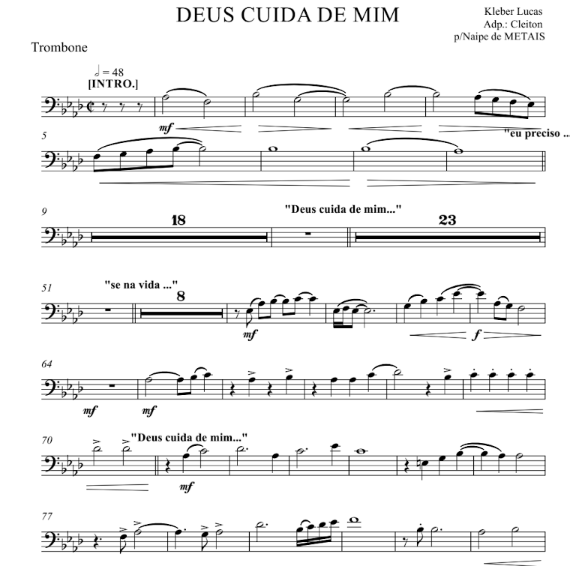 DEUS CUIDA DE MIM
Kleber Lucas
Adp.: Cleiton
p/Naipe de METAIS
Trombone
= 48
[INTRO.]
mf
5
"eu preciso ...
9
18
"Deus cuida de mim..."
23
51
"se na vida ..."
8
mf
f
64
mf
mf
70
"Deus cuida de mim..."
mf
77